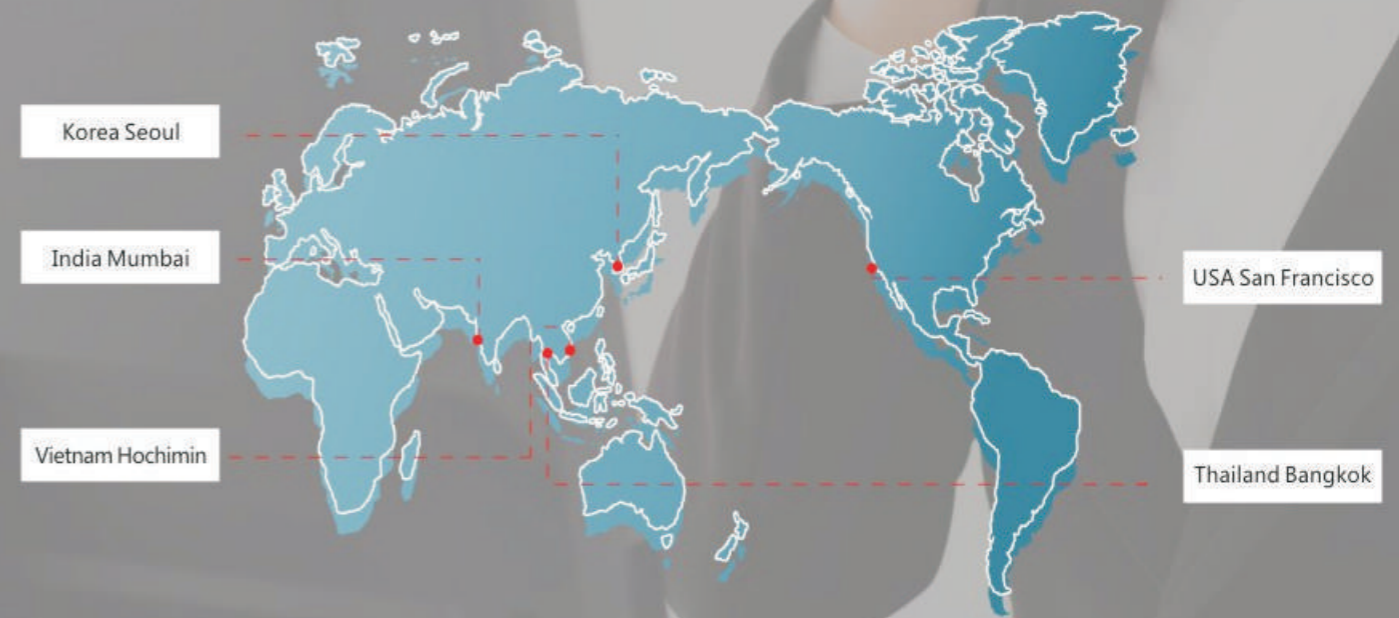 Korea Seoul
India Mumbai
USA San Francisco
Vietnam Hochimin
Thailand Bangkok